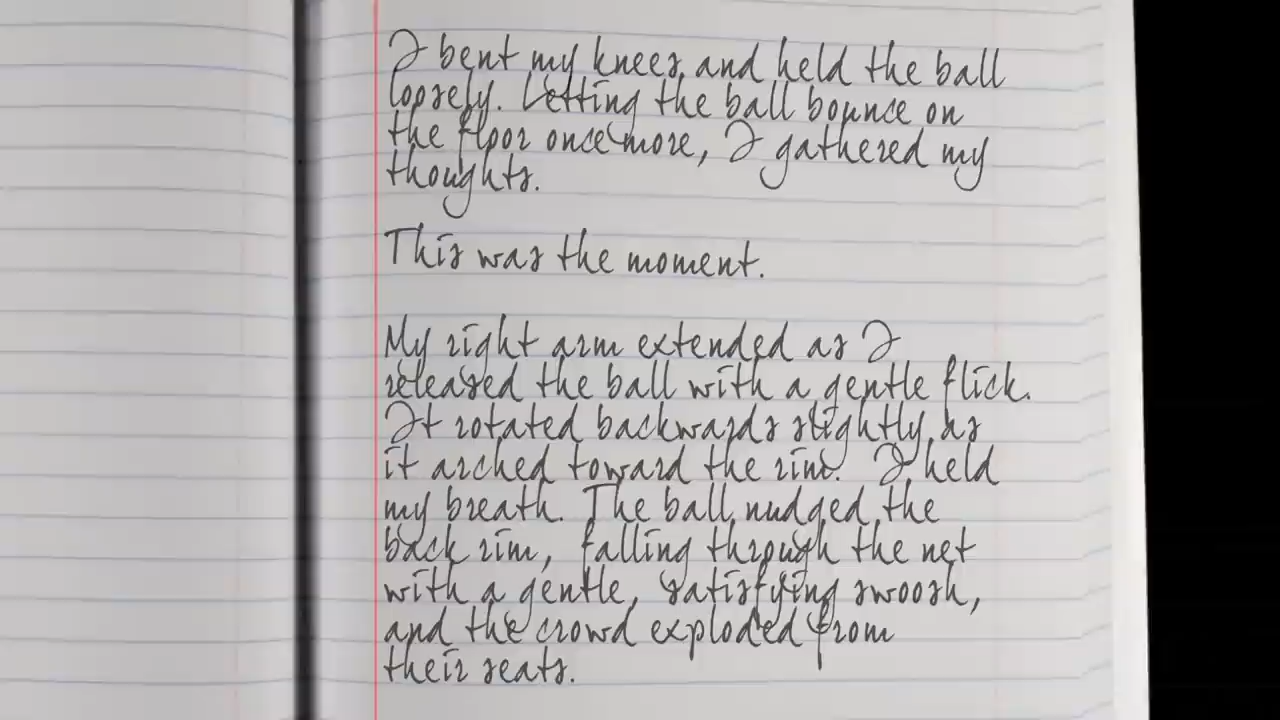 I bent my knees and held the ball
loosely. Letting the ball bounce on
the floor once more, I gathered my
thoughts.
This was the moment.
My right arm extended as I
released the ball with a gentle flick.
It rotated backwards slightly as
it arched toward the rim. I held
my breath. The ball nudged the
back rim, falling through the net
with a gentle, satisfying swoosh,
and the crowd exploded from
their seats.